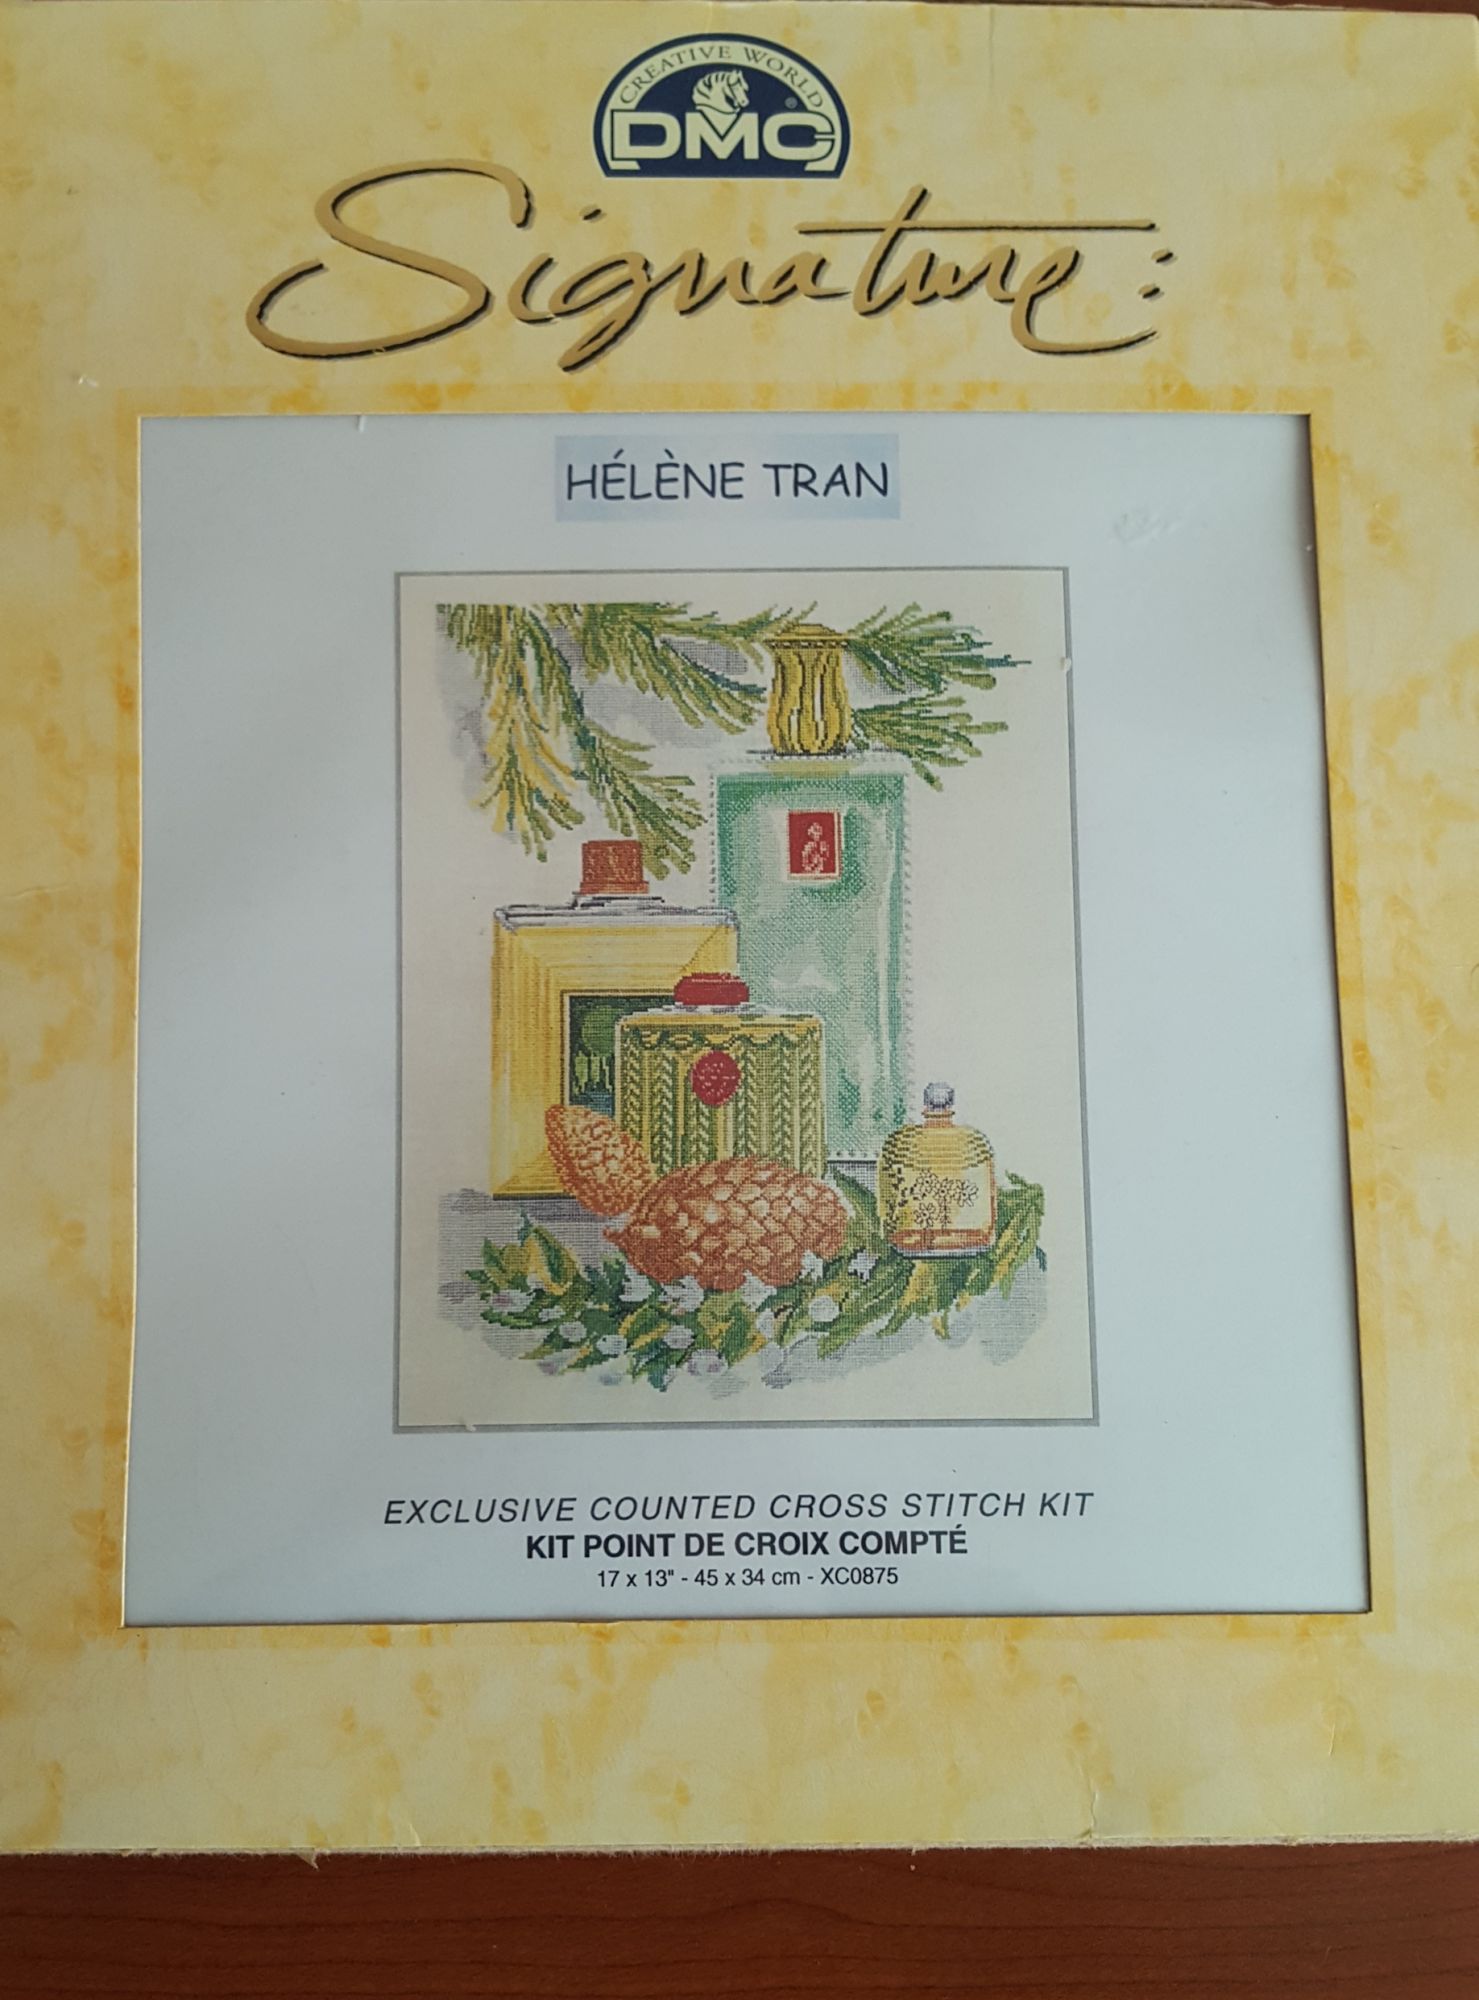 CREATIVE WORLD
DMC®
Signature:
HÉLÈNE TRAN
EXCLUSIVE COUNTED CROSS STITCH KIT
KIT POINT DE CROIX COMPTÉ
17 x 13" - 45 x 34 cm - XC0875